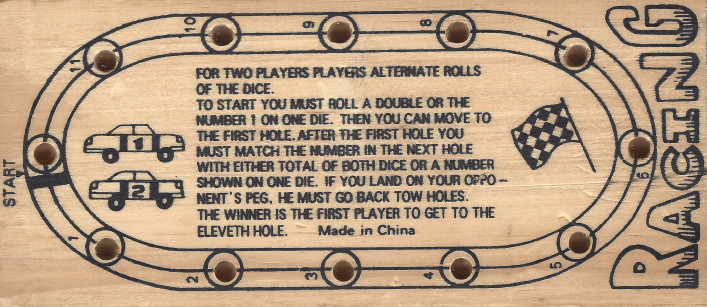 FOR TWO PLAYERS PLAYERS ALTERNATE ROLLS
OF THE DICE.
TO START YOU MUST ROLL A DOUBLE OR THE
NUMBER 1 ON ONE DIE. THEN YOU CAN MOVE TO
THE FIRST HOLE. AFTER THE FIRST HOLE YOU
MUST MATCH THE NUMBER IN THE NEXT HOLE
WITH EITHER TOTAL OF BOTH DICE OR A NUMBER
SHOWN ON ONE DIE. IF YOU LAND ON YOUR OPPO-
NENT'S PEG, HE MUST GO BACK TOW HOLES.
THE WINNER IS THE FIRST PLAYER TO GET TO THE
ELEVETH HOLE. Made in China
RACING
START
1
2
3
4
5
6
7
8
9
10
11
1
2